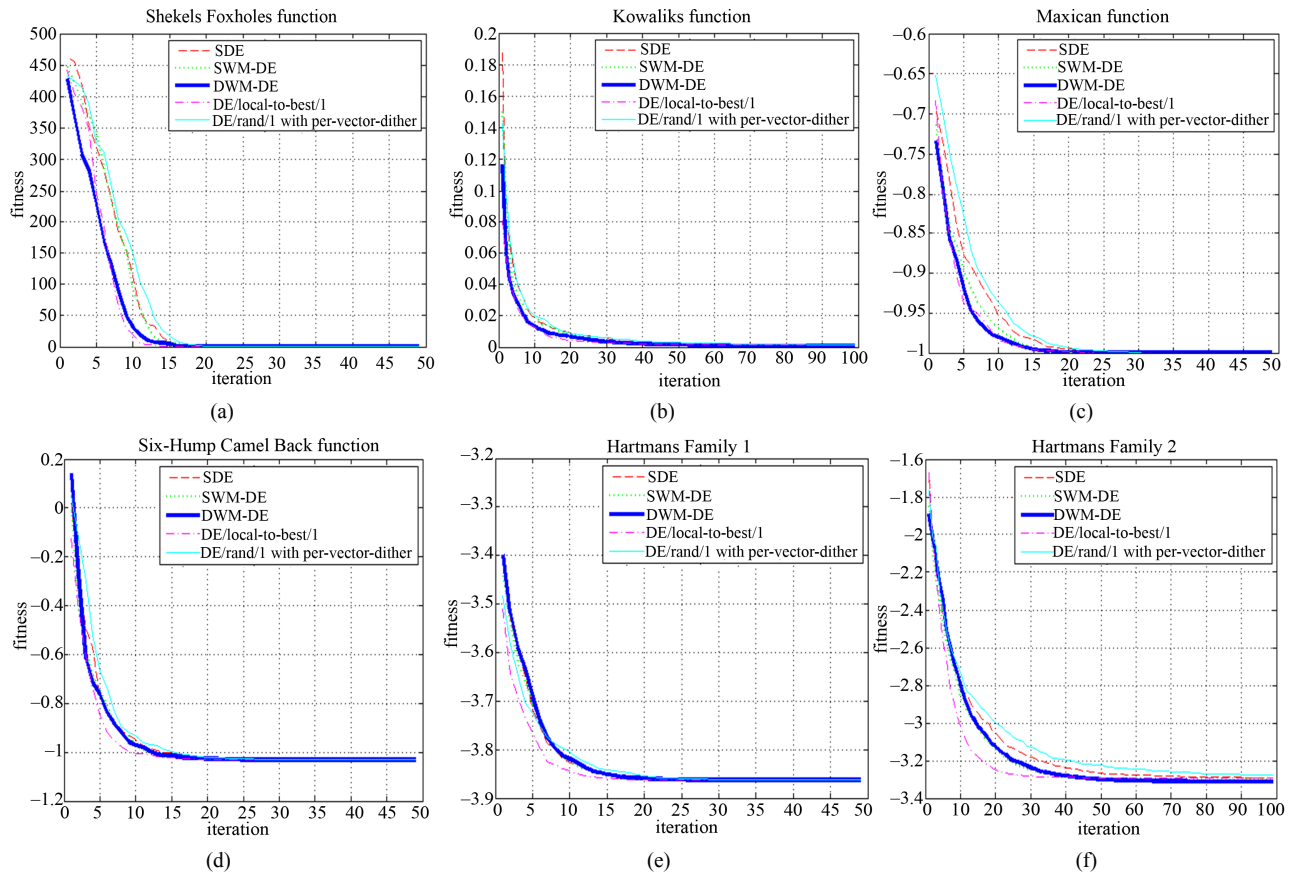 (a)
Shekels Foxholes function
500
450
400
350
300
250
200
150
100
50
0
fitness
SDE
SWM-DE
DWM-DE
DE/local-to-best/1
DE/rand/1 with per-vector-dither
0 5 10 15 20 25 30 35 40 45 50
iteration
(b)
Kowaliks function
0.2
0.18
0.16
0.14
0.12
0.1
0.08
0.06
0.04
0.02
0
fitness
SDE
SWM-DE
DWM-DE
DE/local-to-best/1
DE/rand/1 with per-vector-dither
1 10 20 30 40 50 60 70 80 90 100
iteration
(c)
Maxican function
−0.6
−0.65
−0.7
−0.75
−0.8
−0.85
−0.9
−0.95
−1
fitness
SDE
SWM-DE
DWM-DE
DE/local-to-best/1
DE/rand/1 with per-vector-dither
0 5 10 15 20 25 30 35 40 45 50
iteration
(d)
Six-Hump Camel Back function
0.2
0
−0.2
−0.4
−0.6
−0.8
−1
−1.2
fitness
SDE
SWM-DE
DWM-DE
DE/local-to-best/1
DE/rand/1 with per-vector-dither
0 5 10 15 20 25 30 35 40 45 50
iteration
(e)
Hartmans Family 1
−3.2
−3.3
−3.4
−3.5
−3.6
−3.7
−3.8
−3.9
fitness
SDE
SWM-DE
DWM-DE
DE/local-to-best/1
DE/rand/1 with per-vector-dither
0 5 10 15 20 25 30 35 40 45 50
iteration
(f)
Hartmans Family 2
−1.6
−1.8
−2
−2.2
−2.4
−2.6
−2.8
−3
−3.2
−3.4
fitness
SDE
SWM-DE
DWM-DE
DE/local-to-best/1
DE/rand/1 with per-vector-dither
0 10 20 30 40 50 60 70 80 90 100
iteration